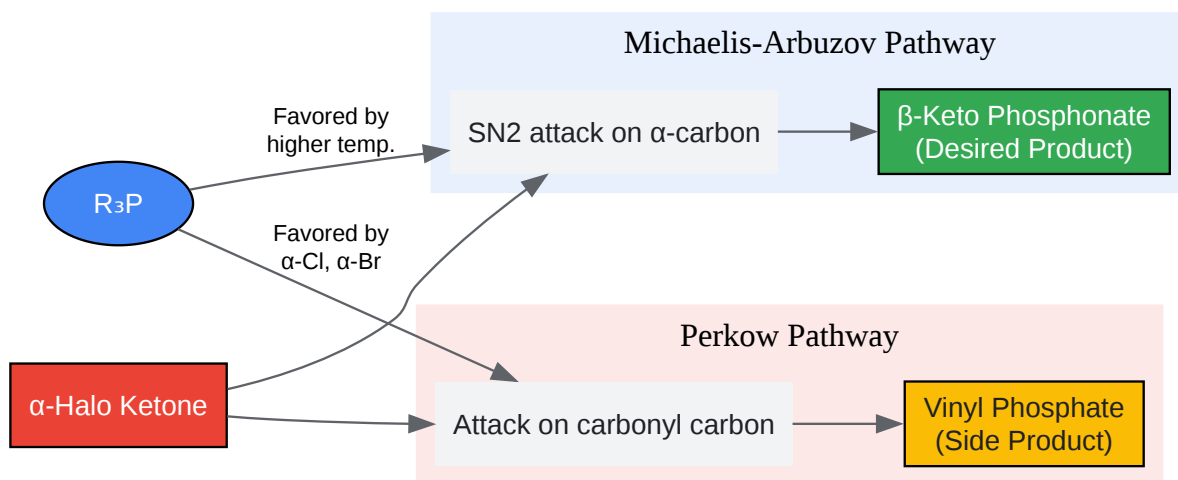 Michaelis-Arbuzov Pathway
Favored by
higher temp.
SN2 attack on α-carbon
β-Keto Phosphonate
(Desired Product)
R₃P
Favored by
α-Cl, α-Br
Perkow Pathway
α-Halo Ketone
Attack on carbonyl carbon
Vinyl Phosphate
(Side Product)